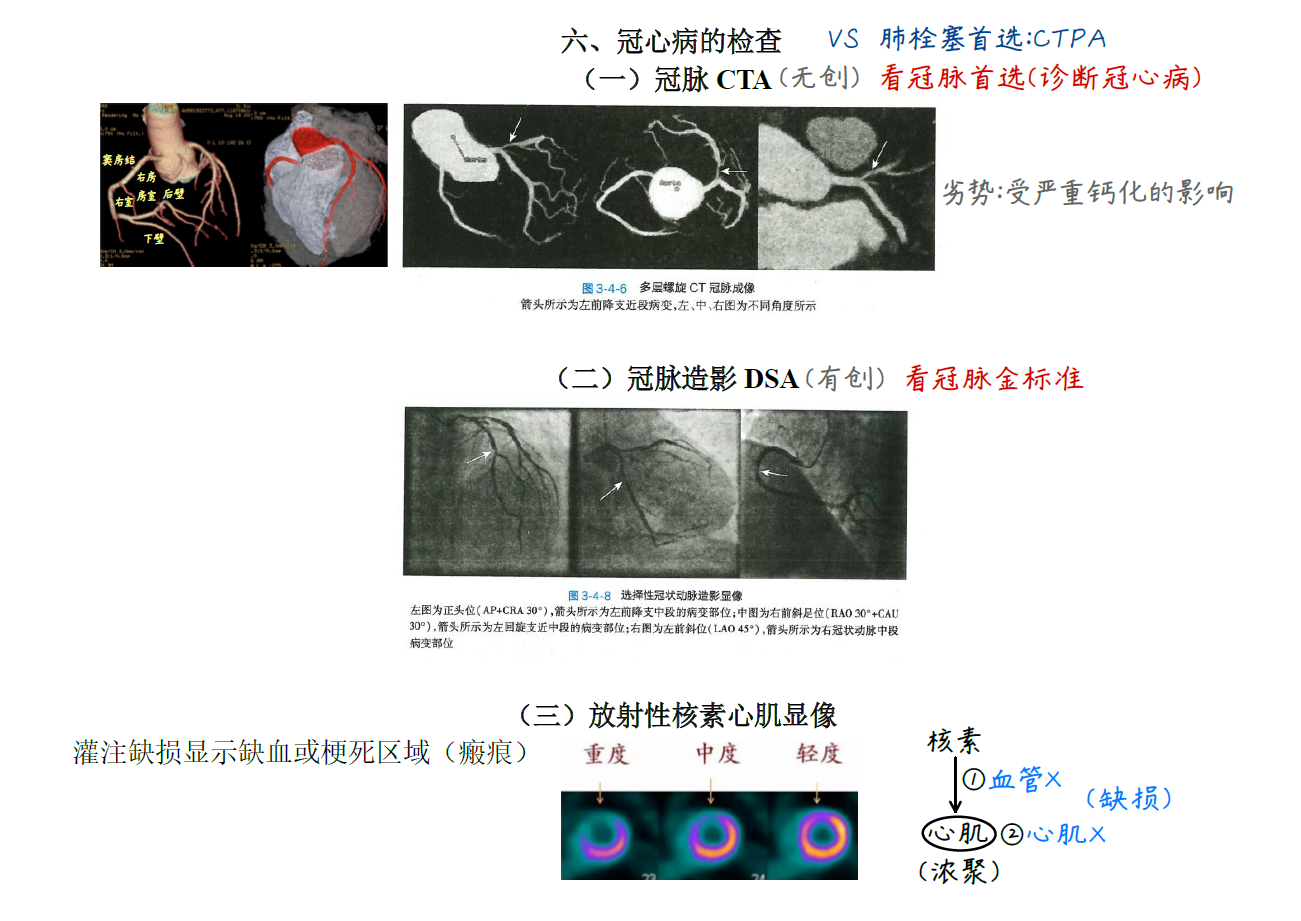 六、冠心病的检查 VS 肺栓塞首选:CTPA
（一）冠脉 CTA(无创) 看冠脉首选(诊断冠心病)
窦房结
右房
房室 后壁
右室
下壁
Aorta
Aorta
劣势:受严重钙化的影响
图 3-4-6 多层螺旋 CT 冠脉成像
箭头所示为左前降支近段病变,左、中、右图为不同角度所示
（二）冠脉造影 DSA(有创) 看冠脉金标准
图 3-4-8 选择性冠状动脉造影显像
左图为正头位(AP+CRA 30°),箭头所示为左前降支中段的病变部位;中图为右前斜足位(RAO 30°+CAU
30°),箭头所示为左回旋支近中段的病变部位;右图为左前斜位(LAO 45°),箭头所示为右冠状动脉中段
病变部位
（三）放射性核素心肌显像
灌注缺损显示缺血或梗死区域（瘢痕）
重度 中度 轻度
23 24
核素
①血管X
(缺损)
心肌 ②心肌X
(浓聚)